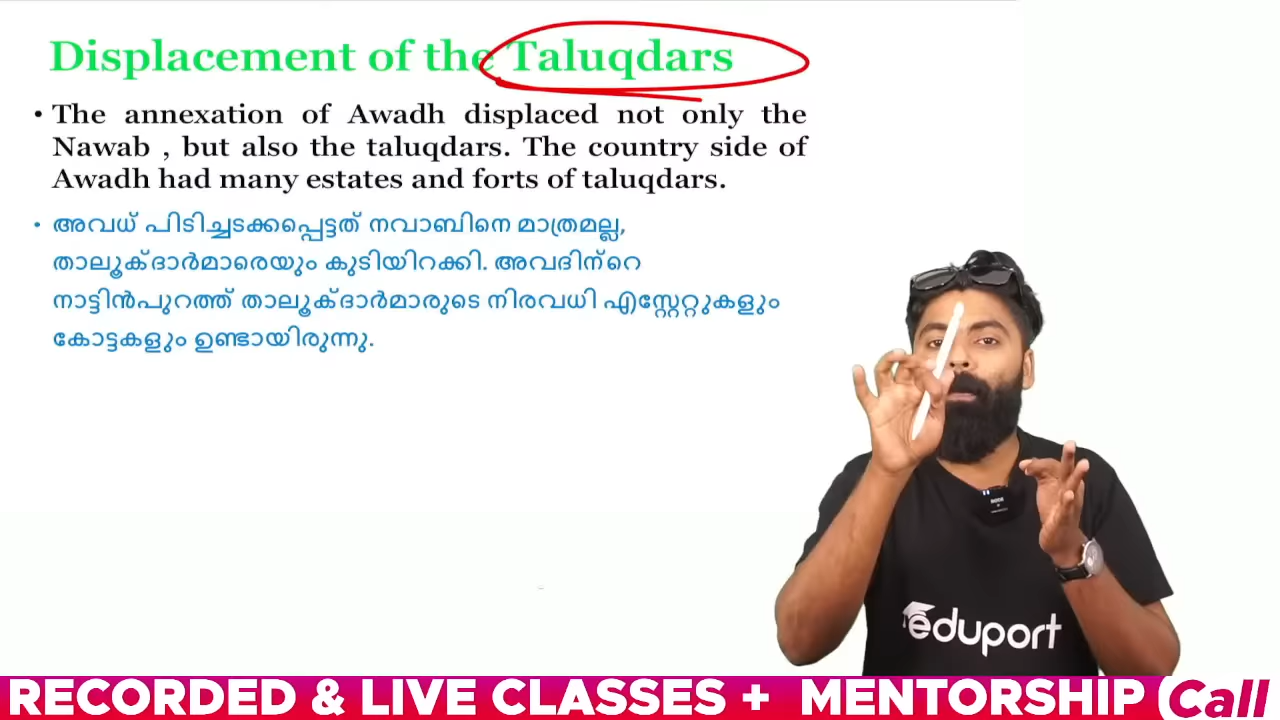 Displacement of the Taluqdars
• The annexation of Awadh displaced not only the
Nawab , but also the taluqdars. The country side of
Awadh had many estates and forts of taluqdars.
• അവധ് പിടിച്ചടക്കപ്പെട്ടത് നവാബിനെ മാത്രമല്ല,
താലൂക്ദാർമാരെയും കുടിയിറക്കി. അവദിന്റെ
നാട്ടിൻപുറത്ത് താലൂക്ദാർമാരുടെ നിരവധി എസ്റ്റേറ്റുകളും
കോട്ടകളും ഉണ്ടായിരുന്നു.
eduport
RECORDED & LIVE CLASSES + MENTORSHIP (Call